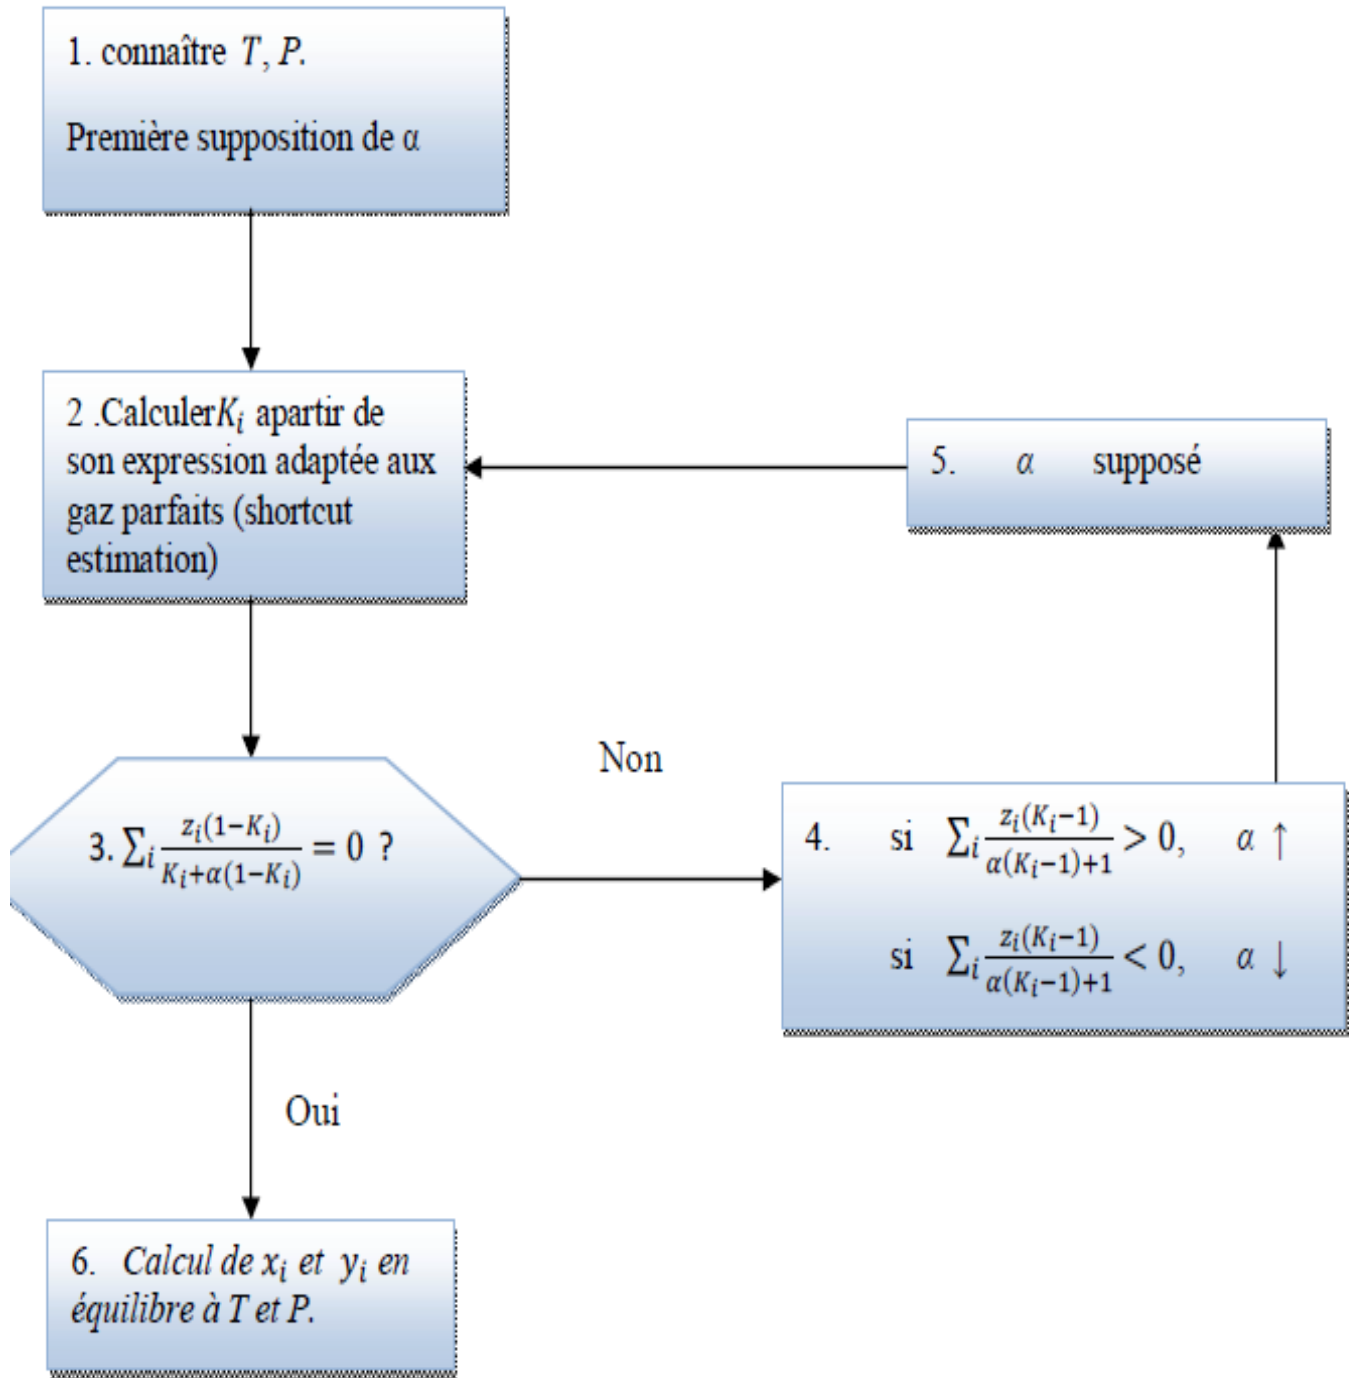 1. connaître T, P.
Première supposition de α
2 .CalculerKᵢ apartir de
son expression adaptée aux
gaz parfaits (shortcut
estimation)
5. α supposé
Non
3. ∑ᵢ zᵢ(1−Kᵢ)/(Kᵢ+α(1−Kᵢ)) = 0 ?
4. si ∑ᵢ zᵢ(Kᵢ−1)/(α(Kᵢ−1)+1) > 0, α ↑
si ∑ᵢ zᵢ(Kᵢ−1)/(α(Kᵢ−1)+1) < 0, α ↓
Oui
6. Calcul de xᵢ et yᵢ en
équilibre à T et P.